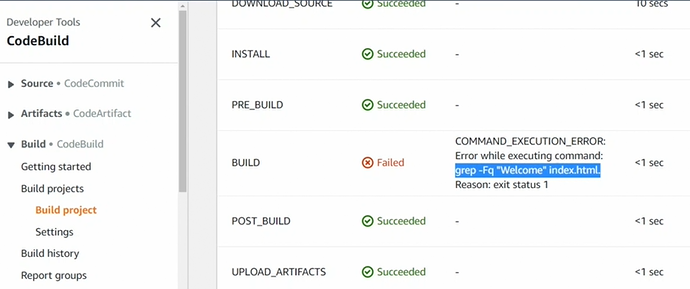 Developer Tools
CodeBuild
Source • CodeCommit
Artifacts • CodeArtifact
Build • CodeBuild
Getting started
Build projects
Build project
Settings
Build history
Report groups
DOWNLOAD_SOURCE Succeeded - 10 secs
INSTALL Succeeded - <1 sec
PRE_BUILD Succeeded - <1 sec
BUILD Failed COMMAND_EXECUTION_ERROR: <1 sec
Error while executing command:
grep -Fq "Welcome" index.html.
Reason: exit status 1
POST_BUILD Succeeded - <1 sec
UPLOAD_ARTIFACTS Succeeded - <1 sec